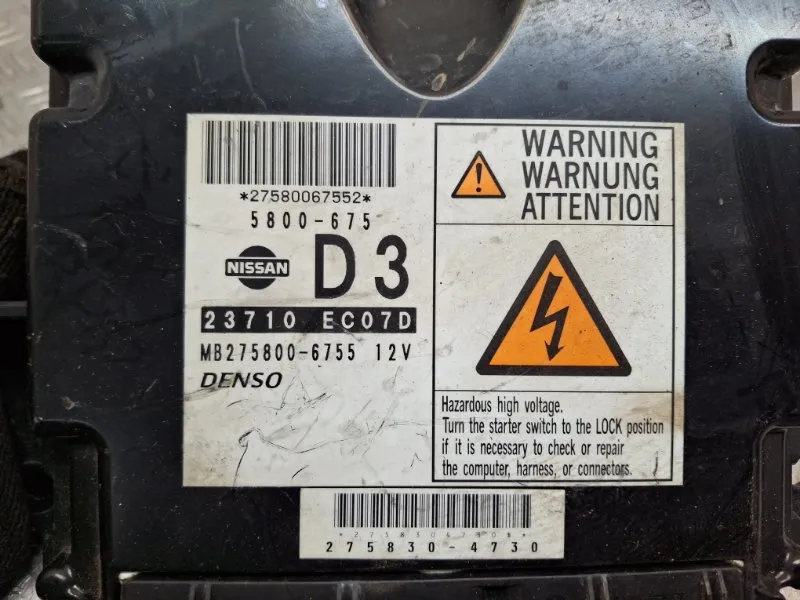 *27580067552*
5800-675
NISSAN
D3
23710 EC07D
MB275800-6755 12V
DENSO
WARNING
WARNUNG
ATTENTION
Hazardous high voltage.
Turn the starter switch to the LOCK position
if it is necessary to check or repair
the computer, harness, or connectors.
275830-4730